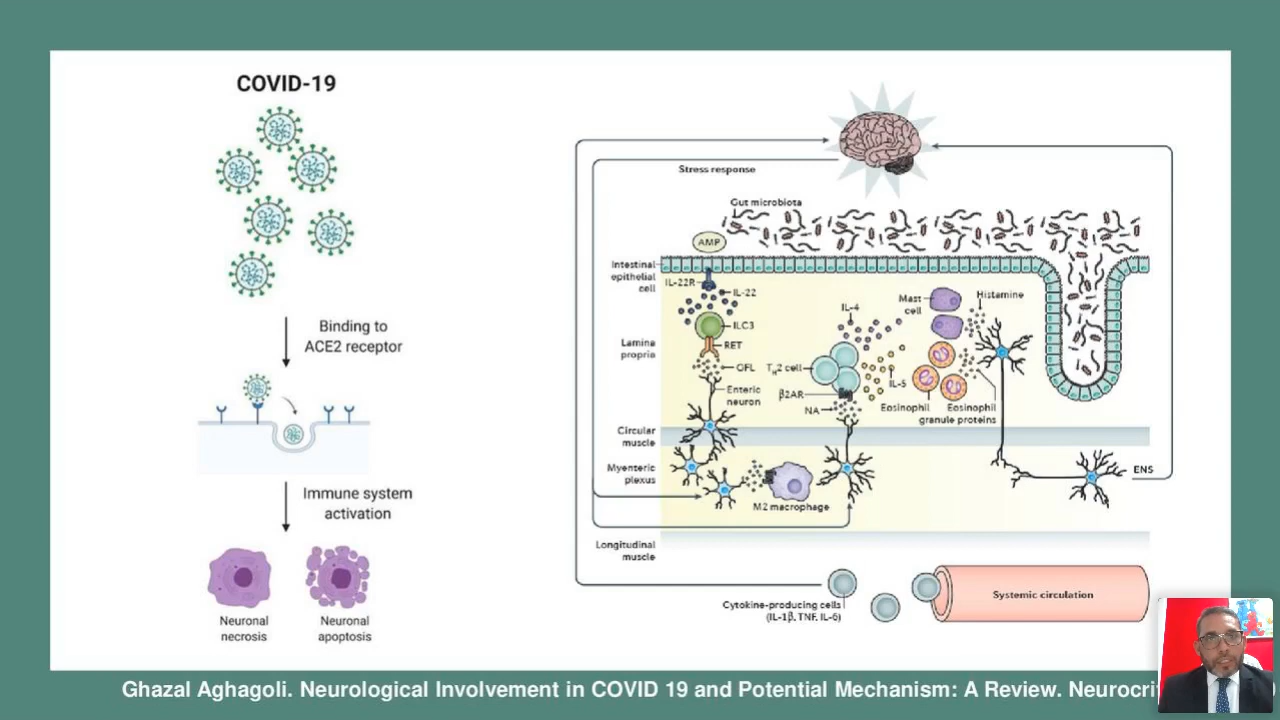 COVID-19
Binding to
ACE2 receptor
Immune system
activation
Neuronal
necrosis
Neuronal
apoptosis
Stress response
Gut microbiota
AMP
Intestinal
epithelial
cell
IL-22R
IL-22
ILC3
RET
GFL
Enteric
neuron
Lamina
propria
IL-4
Mast
cell
Histamine
TH2 cell
IL-5
β2AR
NA
Eosinophil
Eosinophil
granule proteins
Circular
muscle
Myenteric
plexus
M2 macrophage
ENS
Longitudinal
muscle
Cytokine-producing cells
(IL-1β, TNF, IL-6)
Systemic circulation
Ghazal Aghagoli. Neurological Involvement in COVID 19 and Potential Mechanism: A Review.